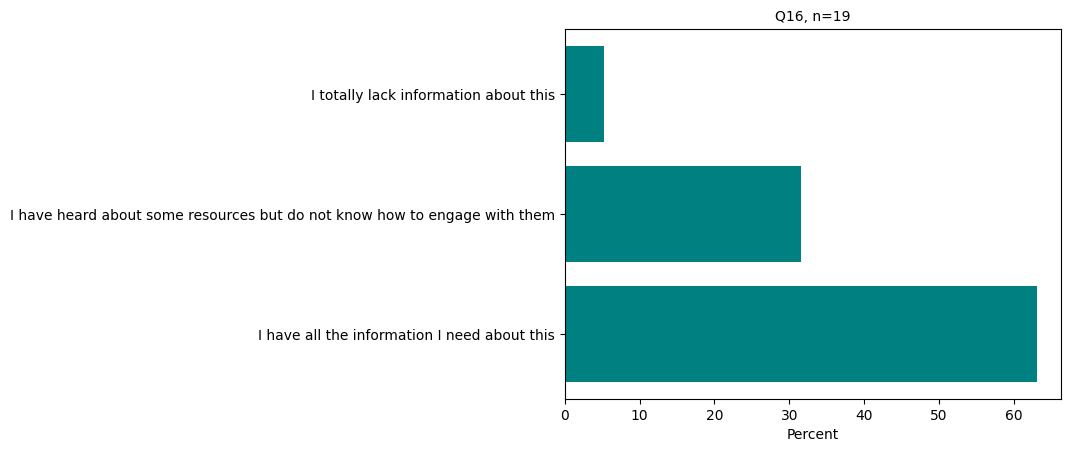 Q16, n=19
I totally lack information about this
I have heard about some resources but do not know how to engage with them
I have all the information I need about this
0 10 20 30 40 50 60
Percent